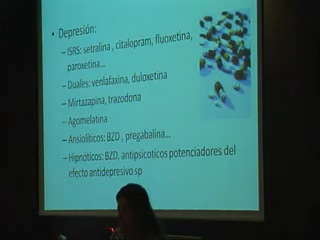 • Depresión:
– ISRS: setralina , citalopram, fluoxetina,
paroxetina...
– Duales: venlafaxina, duloxetina
– Mirtazapina, trazodona
– Agomelatina
– Ansiolíticos: BZD , pregabalina...
– Hipnóticos: BZD, antipsicoticos potenciadores del
efecto antidepresivo sp